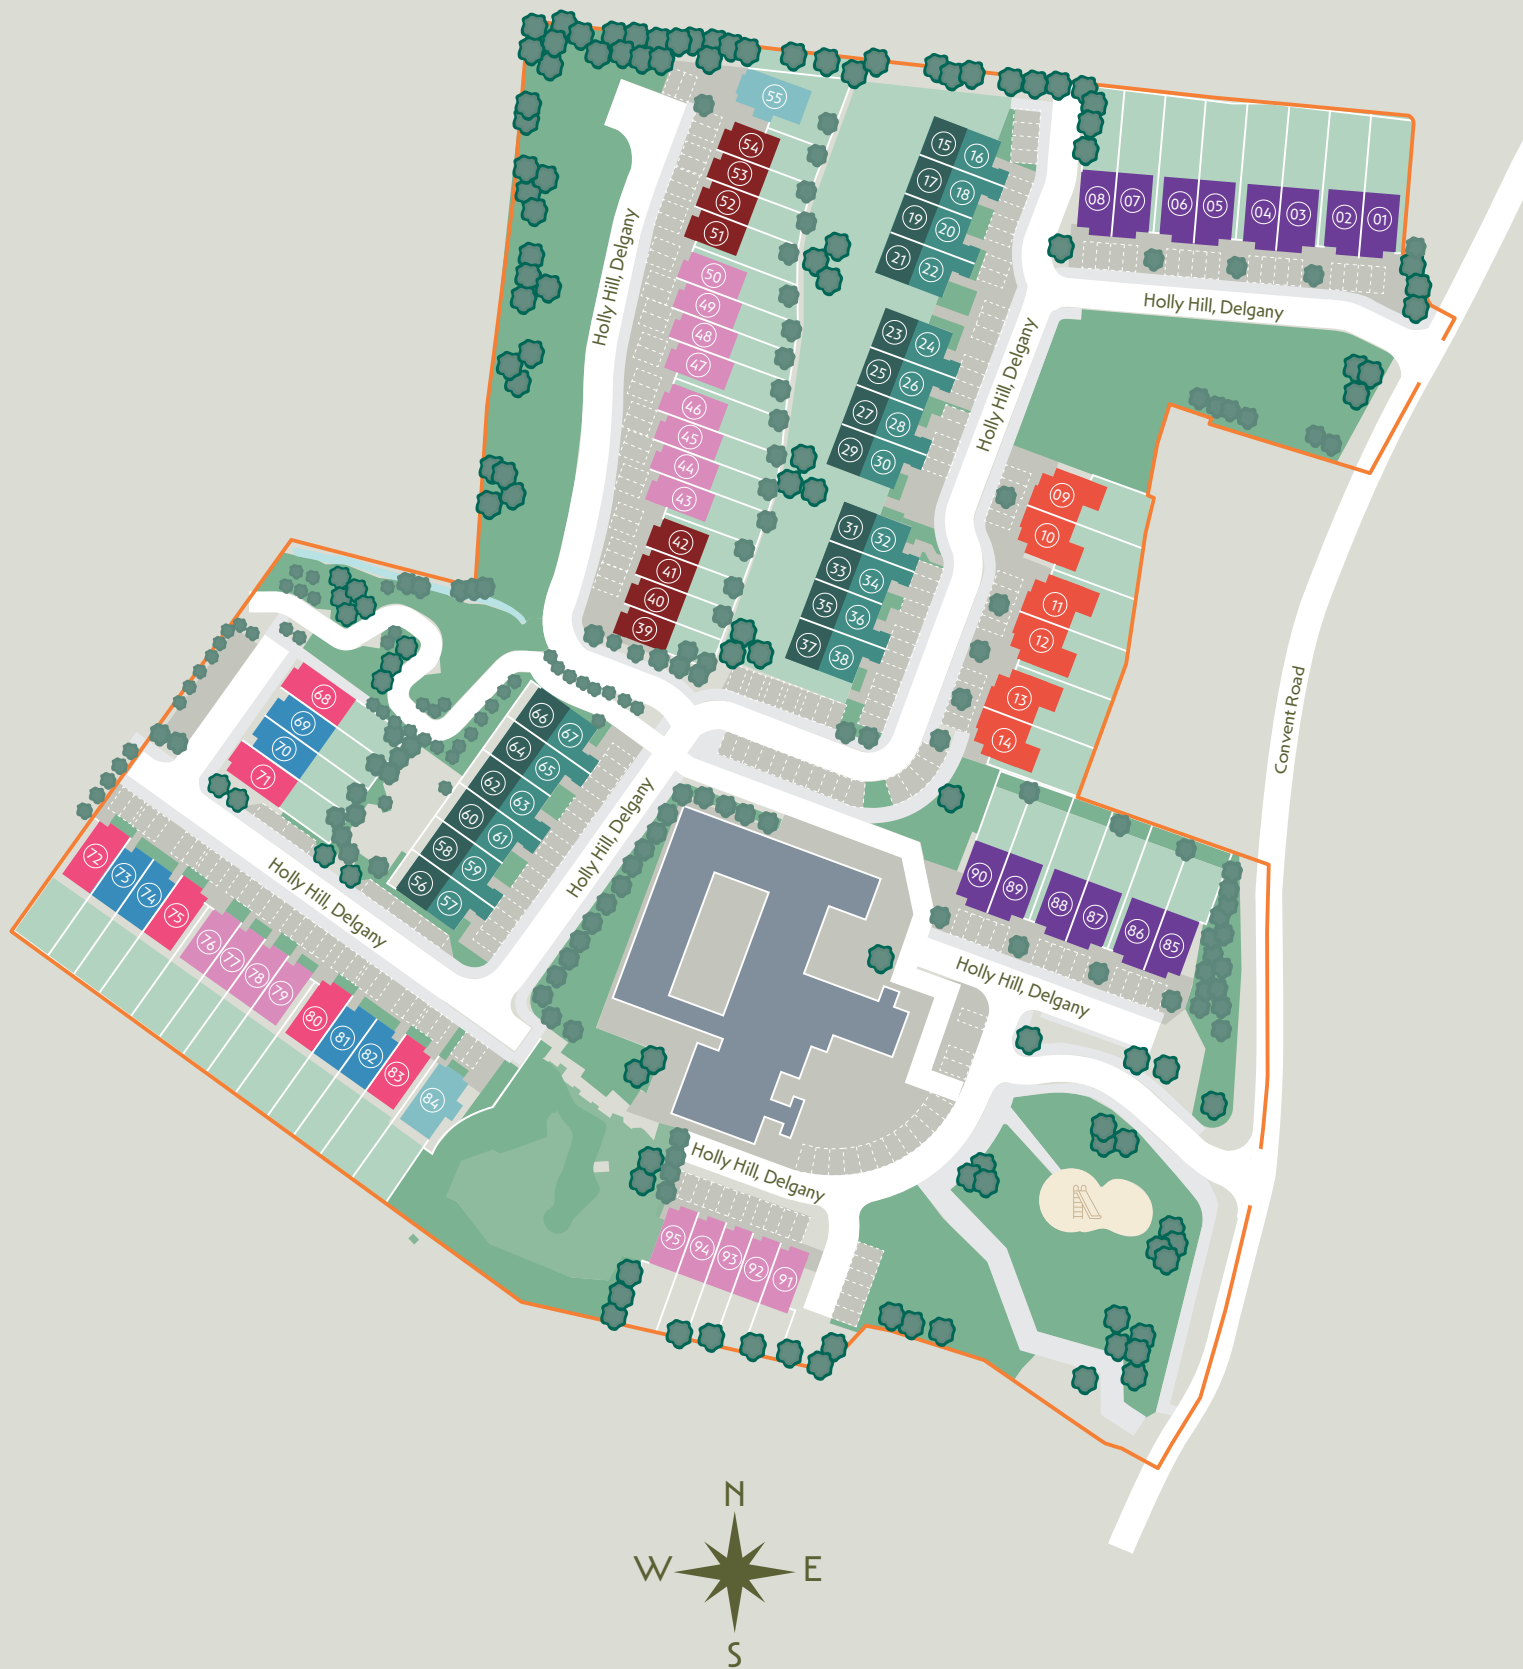 55
54
53
52
51
50
49
48
47
46
45
44
43
42
41
40
39
15 16
17 18
19 20
21 22
23 24
25 26
27 28
29 30
31 32
33 34
35 36
37 38
08 07 06 05 04 03 02 01
Holly Hill, Delgany
Holly Hill, Delgany
Holly Hill, Delgany
09
10
11
12
13
14
Convent Road
68
69
70
71
66 67
64 65
62 63
60 61
58 59
56 57
Holly Hill, Delgany
Holly Hill, Delgany
72 73 74 75
76 77 78 79
80 81 82 83
84
90 89 88 87 86 85
Holly Hill, Delgany
Holly Hill, Delgany
95 94 93 92 91
N
W E
S